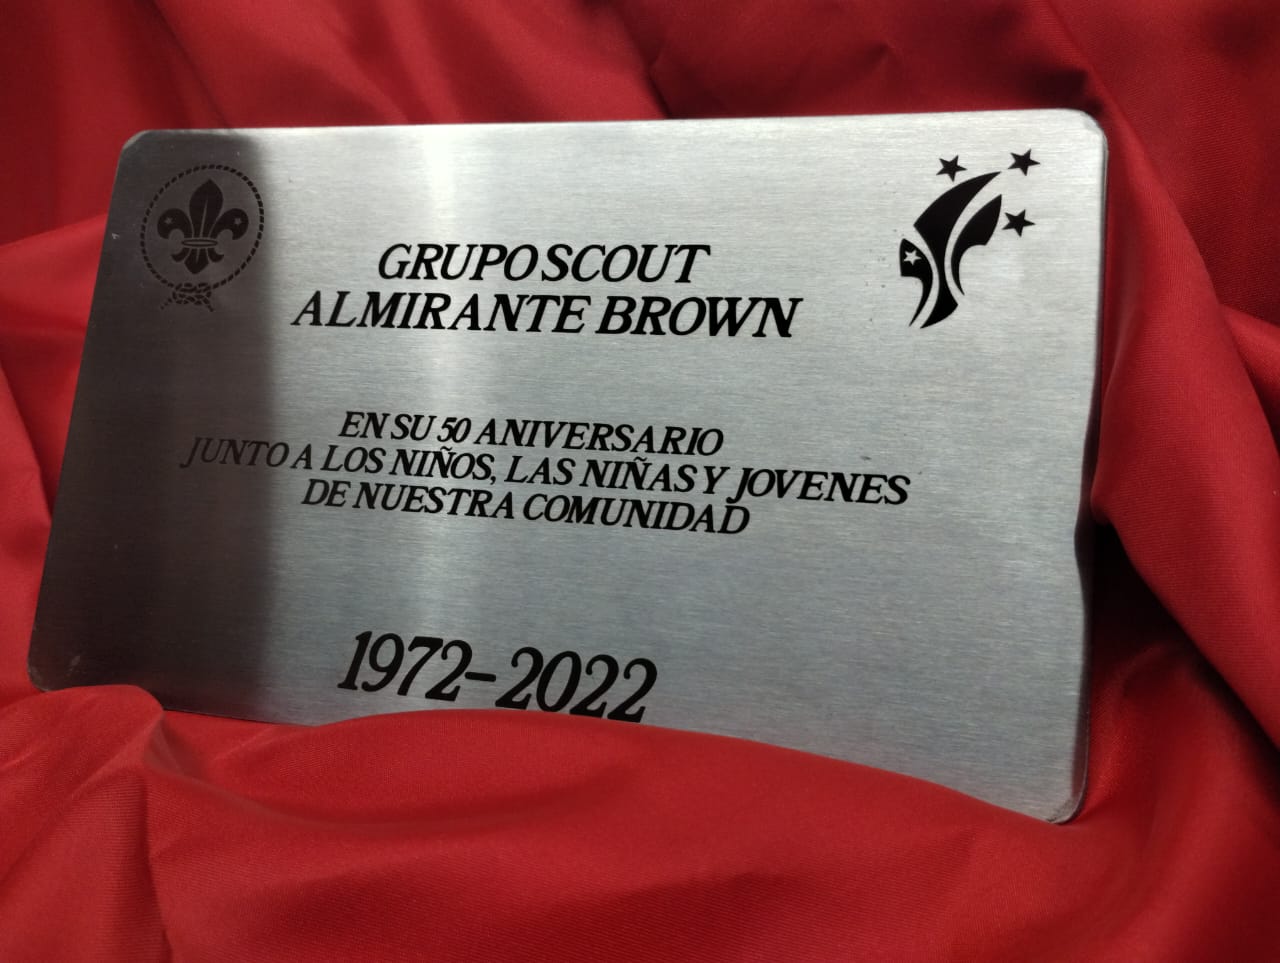 GRUPO SCOUT
ALMIRANTE BROWN
EN SU 50 ANIVERSARIO
JUNTO A LOS NIÑOS, LAS NIÑAS Y JOVENES
DE NUESTRA COMUNIDAD
1972-2022